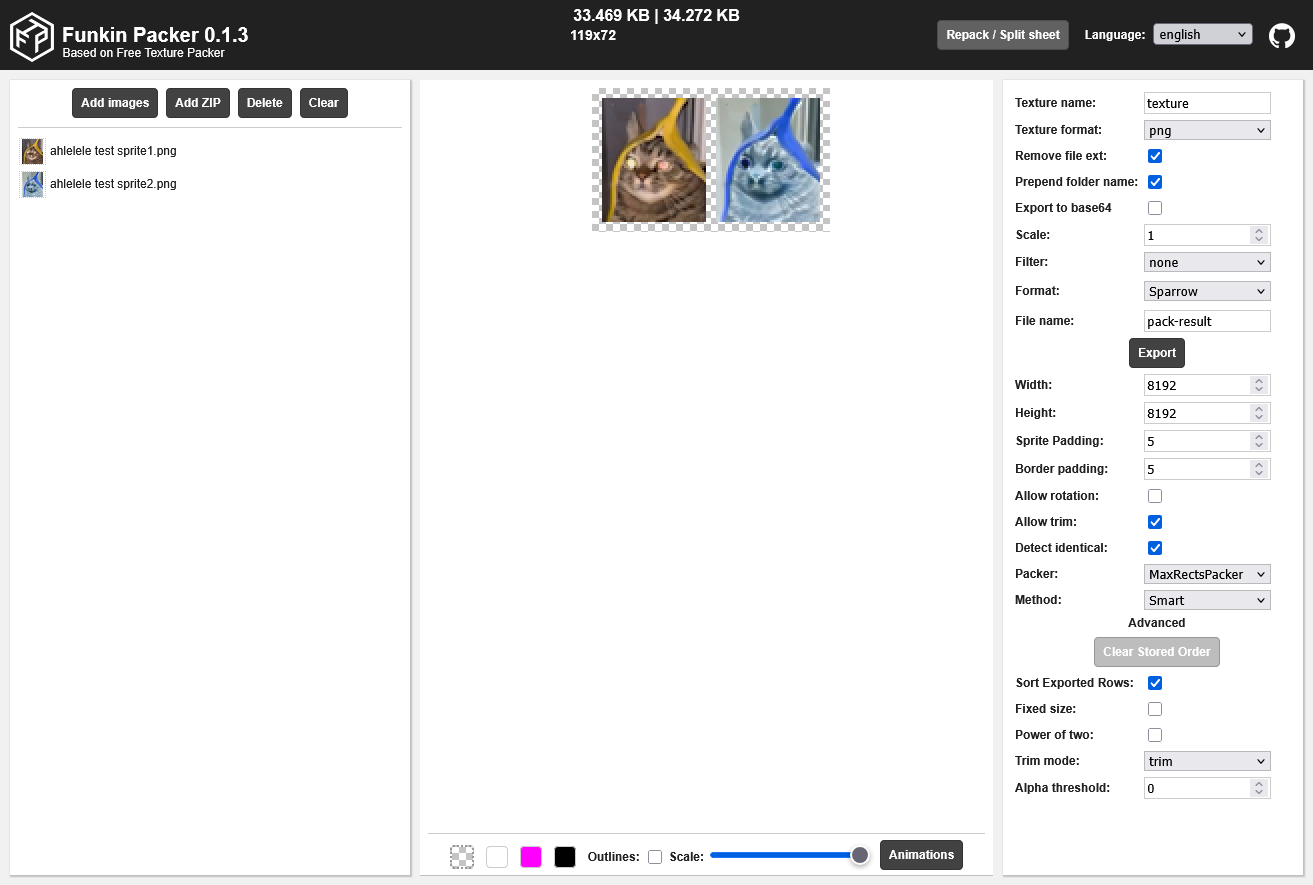 33.469 KB | 34.272 KB
119x72
Funkin Packer 0.1.3
Based on Free Texture Packer
Repack / Split sheet
Language: english
Add images Add ZIP Delete Clear
ahlelele test sprite1.png
ahlelele test sprite2.png
Outlines: Scale: Animations
Texture name: texture
Texture format: png
Remove file ext:
Prepend folder name:
Export to base64
Scale: 1
Filter: none
Format: Sparrow
File name: pack-result
Export
Width: 8192
Height: 8192
Sprite Padding: 5
Border padding: 5
Allow rotation:
Allow trim:
Detect identical:
Packer: MaxRectsPacker
Method: Smart
Advanced
Clear Stored Order
Sort Exported Rows:
Fixed size:
Power of two:
Trim mode: trim
Alpha threshold: 0